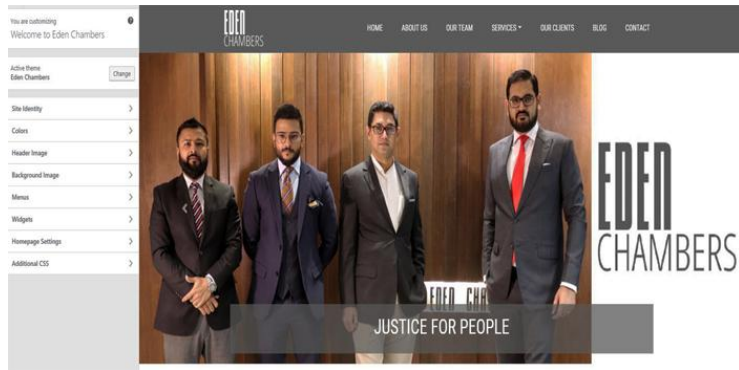 You are customizing
Welcome to Eden Chambers
Active theme
Eden Chambers
Change
Site Identity
Colors
Header Image
Background Image
Menus
Widgets
Homepage Settings
Additional CSS
EDEN
CHAMBERS
HOME ABOUT US OUR TEAM SERVICES OUR CLIENTS BLOG CONTACT
EDEN
CHAMBERS
EDEN CHA
JUSTICE FOR PEOPLE